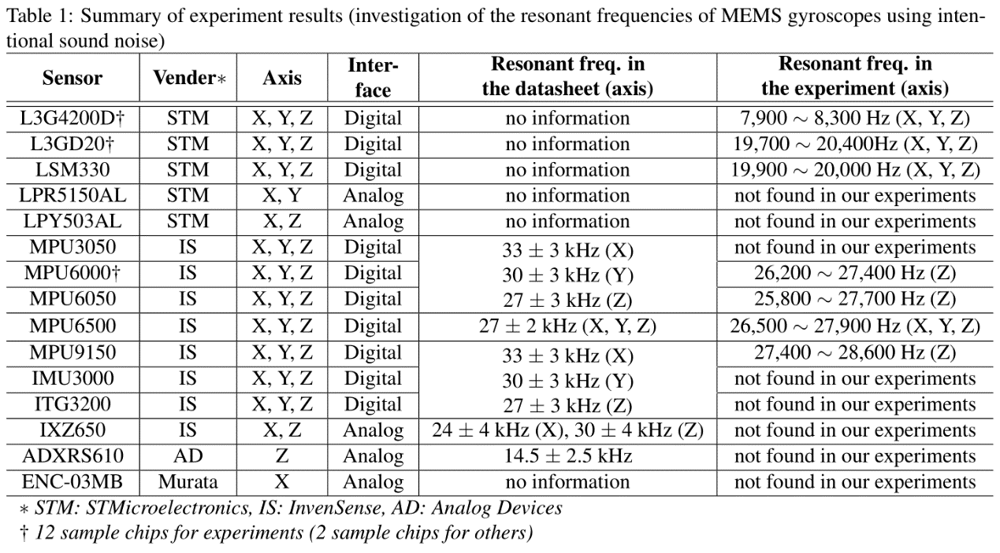 Table 1: Summary of experiment results (investigation of the resonant frequencies of MEMS gyroscopes using inten-
tional sound noise)
Sensor Vender∗ Axis Inter-face Resonant freq. in the datasheet (axis) Resonant freq. in the experiment (axis)
L3G4200D† STM X, Y, Z Digital no information 7,900 ∼ 8,300 Hz (X, Y, Z)
L3GD20† STM X, Y, Z Digital no information 19,700 ∼ 20,400Hz (X, Y, Z)
LSM330 STM X, Y, Z Digital no information 19,900 ∼ 20,000 Hz (X, Y, Z)
LPR5150AL STM X, Y Analog no information not found in our experiments
LPY503AL STM X, Z Analog no information not found in our experiments
MPU3050 IS X, Y, Z Digital 33 ± 3 kHz (X) not found in our experiments
MPU6000† IS X, Y, Z Digital 30 ± 3 kHz (Y) 26,200 ∼ 27,400 Hz (Z)
MPU6050 IS X, Y, Z Digital 27 ± 3 kHz (Z) 25,800 ∼ 27,700 Hz (Z)
MPU6500 IS X, Y, Z Digital 27 ± 2 kHz (X, Y, Z) 26,500 ∼ 27,900 Hz (X, Y, Z)
MPU9150 IS X, Y, Z Digital 33 ± 3 kHz (X) 27,400 ∼ 28,600 Hz (Z)
IMU3000 IS X, Y, Z Digital 30 ± 3 kHz (Y) not found in our experiments
ITG3200 IS X, Y, Z Digital 27 ± 3 kHz (Z) not found in our experiments
IXZ650 IS X, Z Analog 24 ± 4 kHz (X), 30 ± 4 kHz (Z) not found in our experiments
ADXRS610 AD Z Analog 14.5 ± 2.5 kHz not found in our experiments
ENC-03MB Murata X Analog no information not found in our experiments
∗ STM: STMicroelectronics, IS: InvenSense, AD: Analog Devices
† 12 sample chips for experiments (2 sample chips for others)